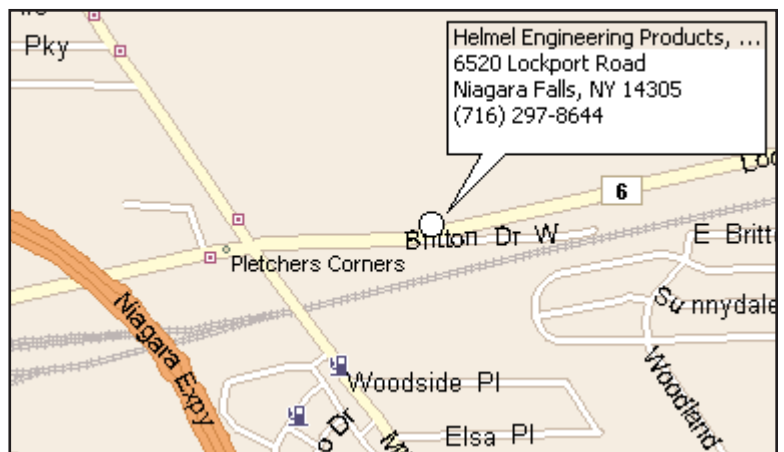 Pky
Helmel Engineering Products, ...
6520 Lockport Road
Niagara Falls, NY 14305
(716) 297-8644
6
Britton Dr W
E Britt
Pletchers Corners
Sunnydale
Niagara Expy
Woodside Pl
Woodland
Elsa Pl
Dr